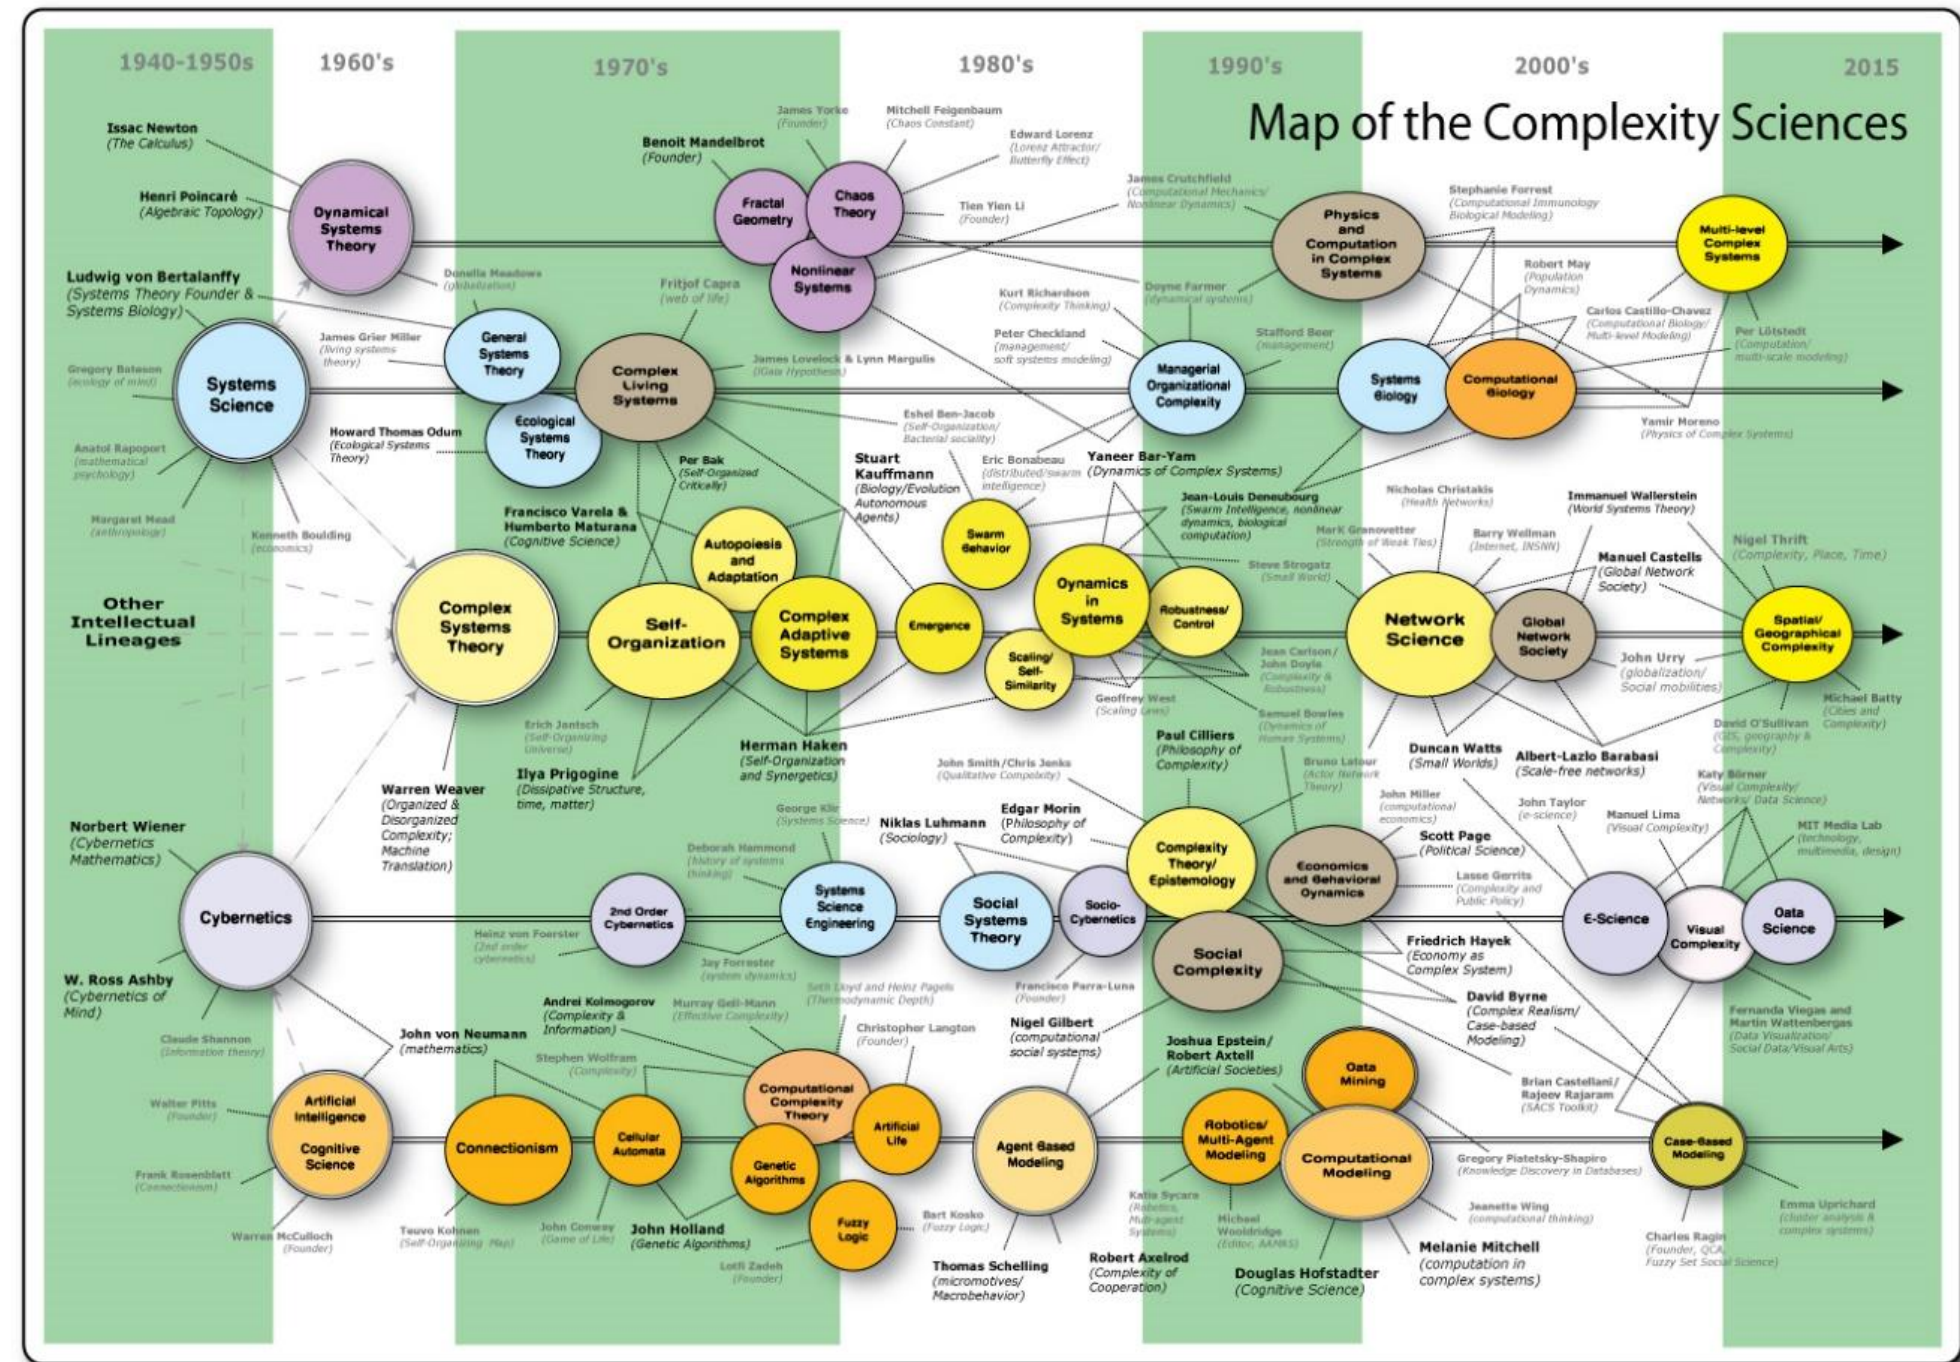 1940-1950s
1960's
1970's
1980's
1990's
2000's
2015
Map of the Complexity Sciences
Issac Newton
(The Calculus)
Henri Poincaré
(Algebraic Topology)
Dynamical
Systems
Theory
Benoit Mandelbrot
(Founder)
James Yorke
(Founder)
Mitchell Feigenbaum
(Chaos Constant)
Edward Lorenz
(Lorenz Attractor/
Butterfly Effect)
Tien Yien Li
(Founder)
Fractal
Geometry
Chaos
Theory
Nonlinear
Systems
James Crutchfield
(Computational Mechanics/
Nonlinear Dynamics)
Physics
and
Computation
in Complex
Systems
Stephanie Forrest
(Computational Immunology
Biological Modeling)
Multi-level
Complex
Systems
Ludwig von Bertalanffy
(Systems Theory Founder &
Systems Biology)
Donella Meadows
(globalization)
Fritjof Capra
(web of life)
Kurt Richardson
(Complexity Thinking)
Doyne Farmer
(dynamical systems)
Robert May
(Population
Dynamics)
Carlos Castillo-Chavez
(Computational Biology/
Multi-level Modeling)
Per Lötstedt
(Computation/
multi-scale modeling)
James Grier Miller
(living systems
theory)
Peter Checkland
(management/
soft systems modeling)
Stafford Beer
(management)
Gregory Bateson
(ecology of mind)
Systems
Science
General
Systems
Theory
Ecological
Systems
Theory
Complex
Living
Systems
James Lovelock & Lynn Margulis
(Gaia Hypothesis)
Managerial
Organizational
Complexity
Systems
Biology
Computational
Biology
Yamir Moreno
(Physics of Complex Systems)
Anatol Rapoport
(mathematical
psychology)
Margaret Mead
(anthropology)
Kenneth Boulding
(economics)
Howard Thomas Odum
(Ecological Systems
Theory)
Per Bak
(Self-Organized
Critically)
Stuart
Kauffmann
(Biology/Evolution
Autonomous
Agents)
Eshel Ben-Jacob
(Self-Organization/
Bacterial sociality)
Eric Bonabeau
(distributed/swarm
intelligence)
Yaneer Bar-Yam
(Dynamics of Complex Systems)
Jean-Louis Deneubourg
(Swarm Intelligence, nonlinear
dynamics, biological
computation)
Nicholas Christakis
(Health Networks)
Mark Granovetter
(Strength of Weak Ties)
Barry Wellman
(Internet, INSNN)
Immanuel Wallerstein
(World Systems Theory)
Manuel Castells
(Global Network
Society)
Nigel Thrift
(Complexity, Place, Time)
Francisco Varela &
Humberto Maturana
(Cognitive Science)
Steve Strogatz
(Small World)
Other
Intellectual
Lineages
Complex
Systems
Theory
Self-
Organization
Autopoiesis
and
Adaptation
Complex
Adaptive
Systems
Emergence
Swarm
Behavior
Scaling/
Self-
Similarity
Dynamics
in
Systems
Robustness/
Control
Network
Science
Global
Network
Society
Spatial/
Geographical
Complexity
Jean Carlson/
John Doyle
(Complexity &
Robustness)
Geoffrey West
(Scaling Laws)
Samuel Bowles
(Dynamics of
Human Systems)
John Urry
(globalization/
Social mobilities)
Michael Batty
(Cities and
Complexity)
David O'Sullivan
(GIS, geography &
Complexity)
Erich Jantsch
(Self-Organizing
Universe)
Ilya Prigogine
(Dissipative Structure,
time, matter)
Herman Haken
(Self-Organization
and Synergetics)
Warren Weaver
(Organized &
Disorganized
Complexity;
Machine
Translation)
Paul Cilliers
(Philosophy of
Complexity)
John Smith/Chris Jenks
(Qualitative Compolxity)
Bruno Latour
(Actor Network
Theory)
Duncan Watts
(Small Worlds)
Albert-Lazlo Barabasi
(Scale-free networks)
Katy Börner
(Visual Complexity/
Networks/ Data Science)
Norbert Wiener
(Cybernetics
Mathematics)
George Klir
(Systems Science)
Niklas Luhmann
(Sociology)
Edgar Morin
(Philosophy of
Complexity)
John Miller
(computational
economics)
Scott Page
(Political Science)
John Taylor
(e-science)
Manuel Lima
(Visual Complexity)
MIT Media Lab
(technology,
multimedia, design)
Deborah Hammond
(history of systems
thinking)
Lasse Gerrits
(Complexity and
Public Policy)
Cybernetics
2nd Order
Cybernetics
Systems
Science
Engineering
Social
Systems
Theory
Socio-
Cybernetics
Complexity
Theory/
Epistemology
Economics
and Behavioral
Dynamics
Social
Complexity
E-Science
Visual
Complexity
Data
Science
Heinz von Foerster
(2nd order
cybernetics)
Jay Forrester
(system dynamics)
Seth Lloyd and Heinz Pagels
(Thermodynamic Depth)
Francisco Parra-Luna
(Founder)
Friedrich Hayek
(Economy as
Complex System)
David Byrne
(Complex Realism/
Case-based
Modeling)
Fernanda Viegas and
Martin Wattenbergas
(Data Visualization/
Social Data/Visual Arts)
W. Ross Ashby
(Cybernetics of
Mind)
Claude Shannon
(Information theory)
John von Neumann
(mathematics)
Andrei Kolmogorov
(Complexity &
Information)
Murray Gell-Mann
(Effective Complexity)
Stephen Wolfram
(Complexity)
Christopher Langton
(Founder)
Nigel Gilbert
(computational
social systems)
Joshua Epstein/
Robert Axtell
(Artificial Societies)
Brian Castellani/
Rajeev Rajaram
(SACS Toolkit)
Walter Pitts
(Founder)
Artificial
Intelligence
Cognitive
Science
Connectionism
Cellular
Automata
Computational
Complexity
Theory
Genetic
Algorithms
Artificial
Life
Fuzzy
Logic
Agent Based
Modeling
Robotics/
Multi-Agent
Modeling
Data
Mining
Computational
Modeling
Case-Based
Modeling
Gregory Piatetsky-Shapiro
(Knowledge Discovery in Databases)
Frank Rosenblatt
(Connectionism)
Warren McCulloch
(Founder)
Teuvo Kohnen
(Self-Organizing Map)
John Conway
(Game of Life)
John Holland
(Genetic Algorithms)
Lotfi Zadeh
(Founder)
Bart Kosko
(Fuzzy Logic)
Thomas Schelling
(micromotives/
Macrobehavior)
Robert Axelrod
(Complexity of
Cooperation)
Katia Sycara
(Robotics,
Muti-agent
Systems)
Michael
Wooldridge
(Editor, AAMAS)
Douglas Hofstadter
(Cognitive Science)
Melanie Mitchell
(computation in
complex systems)
Jeanette Wing
(computational thinking)
Charles Ragin
(Founder, QCA,
Fuzzy Set Social Science)
Emma Uprichard
(cluster analysis &
complex systems)